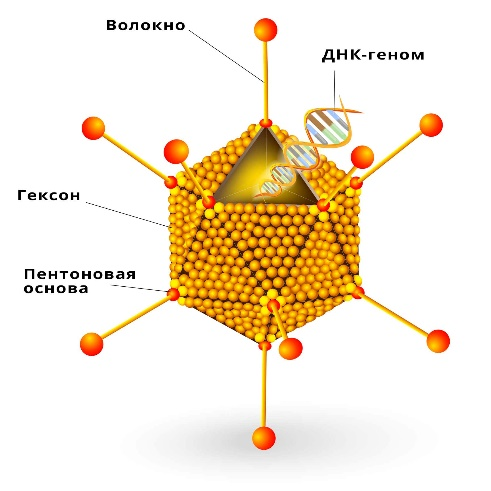 Волокно
ДНК-геном
Гексон
Пентоновая
основа